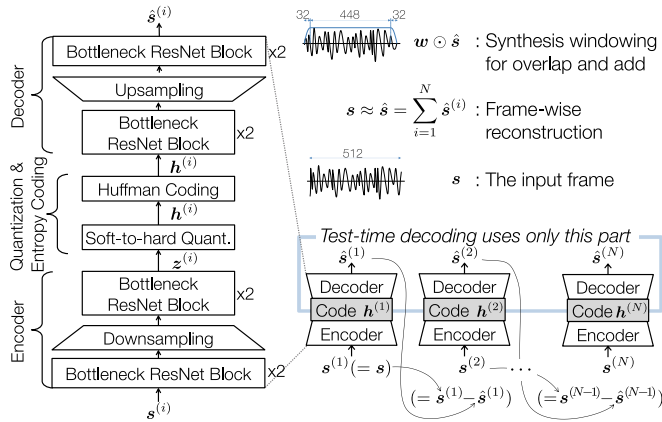 ŝ^(i)
Bottleneck ResNet Block
x2
Upsampling
Bottleneck
ResNet Block
x2
Decoder
h^(i)
Huffman Coding
h^(i)
Soft-to-hard Quant.
Quantization &
Entropy Coding
z^(i)
Bottleneck
ResNet Block
x2
Downsampling
Bottleneck ResNet Block
x2
Encoder
s^(i)
32
448
32
w ⊙ ŝ : Synthesis windowing
for overlap and add
s ≈ ŝ = ∑_{i=1}^{N} ŝ^(i) : Frame-wise
reconstruction
512
s : The input frame
Test-time decoding uses only this part
ŝ^(1) ŝ^(2) ŝ^(N)
Decoder Decoder Decoder
Code h^(1) Code h^(2) Code h^(N)
Encoder Encoder Encoder
s^(1)(= s) s^(2) ... s^(N)
(= s^(1)−ŝ^(1)) (= s^(N−1)−ŝ^(N−1))